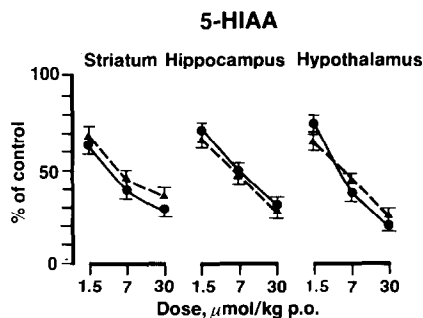 5-HIAA
Striatum Hippocampus Hypothalamus
100
50
0
% of control
1.5 7 30 1.5 7 30 1.5 7 30
Dose, μmol/kg p.o.